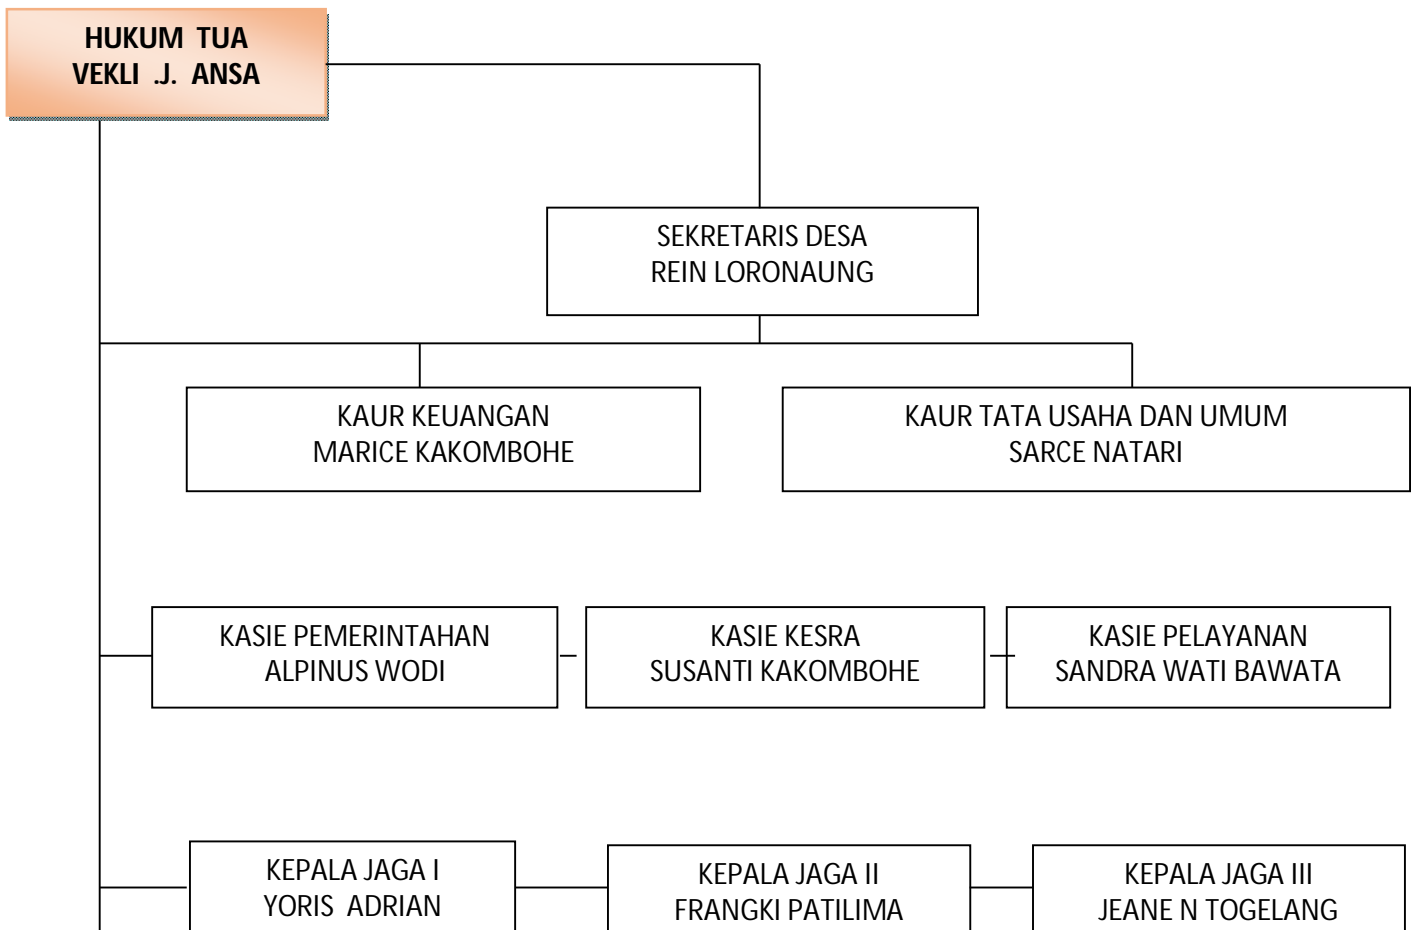 HUKUM TUA
VEKLI .J. ANSA
SEKRETARIS DESA
REIN LORONAUNG
KAUR KEUANGAN
MARICE KAKOMBOHE
KAUR TATA USAHA DAN UMUM
SARCE NATARI
KASIE PEMERINTAHAN
ALPINUS WODI
KASIE KESRA
SUSANTI KAKOMBOHE
KASIE PELAYANAN
SANDRA WATI BAWATA
KEPALA JAGA I
YORIS ADRIAN
KEPALA JAGA II
FRANGKI PATILIMA
KEPALA JAGA III
JEANE N TOGELANG